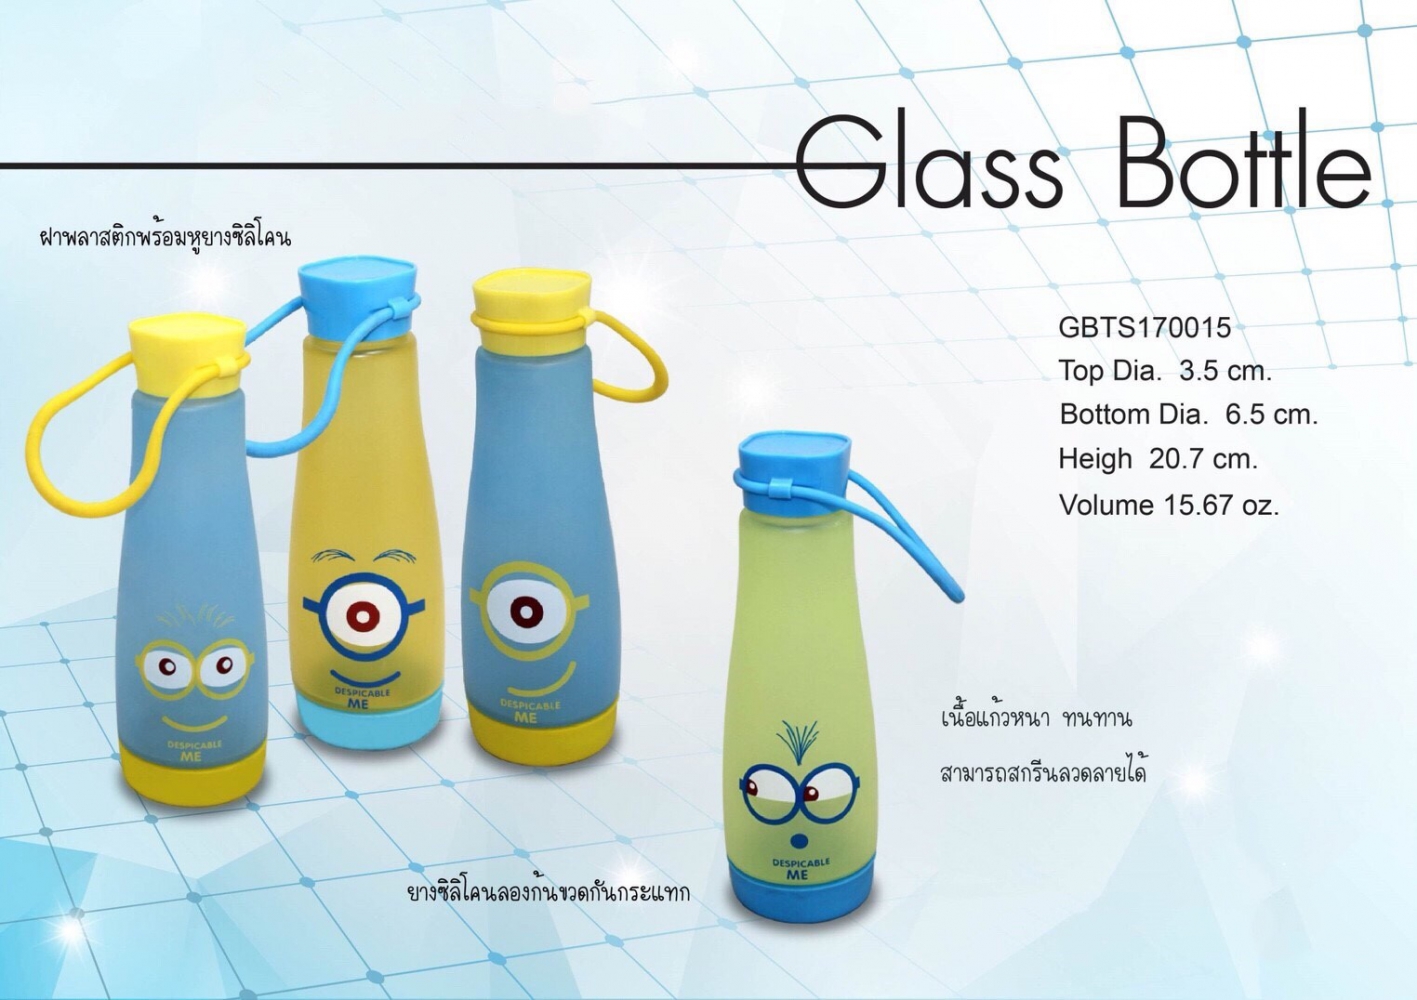 Glass Bottle
ฝาพลาสติกพร้อมหูยางซิลิโคน
GBTS170015
Top Dia. 3.5 cm.
Bottom Dia. 6.5 cm.
Heigh 20.7 cm.
Volume 15.67 oz.
DESPICABLE
ME
DESPICABLE
ME
DESPICABLE
ME
DESPICABLE
ME
เนื้อแก้วหนา ทนทาน
สามารถสกรีนลวดลายได้
ยางซิลิโคนลองก้นขวดกันกระแทก